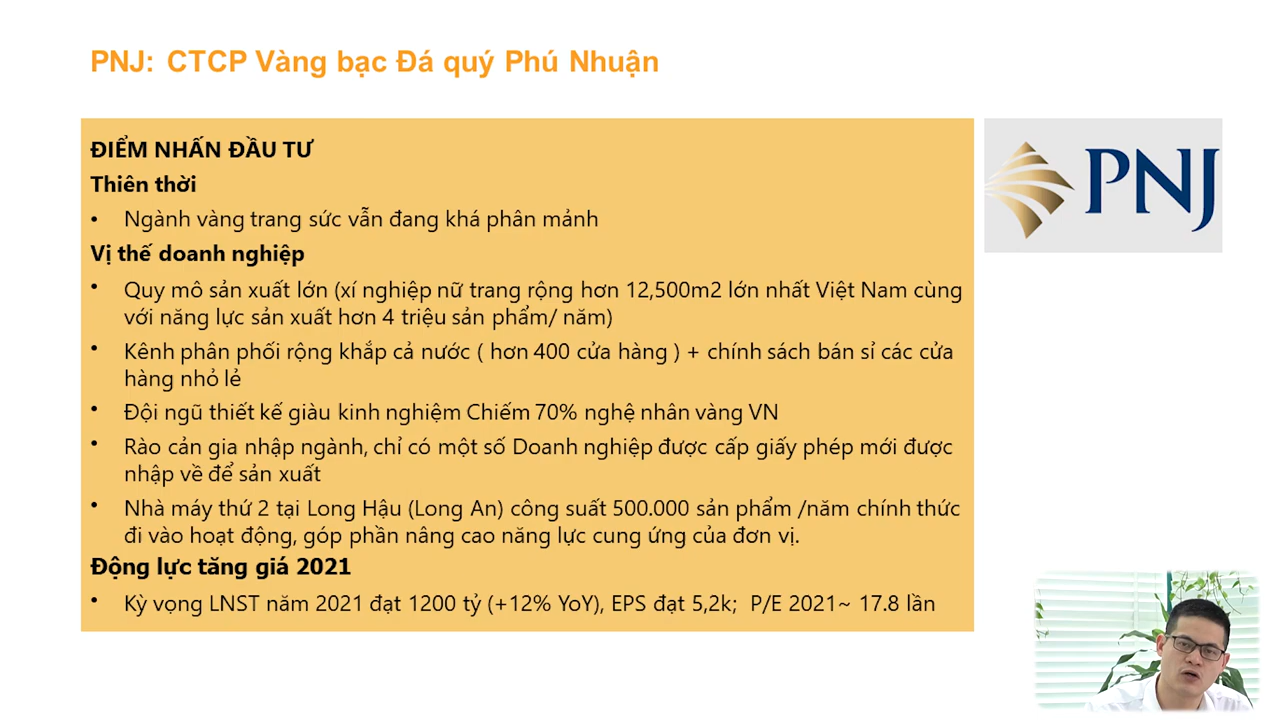 PNJ: CTCP Vàng bạc Đá quý Phú Nhuận
ĐIỂM NHẤN ĐẦU TƯ
Thiên thời
• Ngành vàng trang sức vẫn đang khá phân mảnh
Vị thế doanh nghiệp
• Quy mô sản xuất lớn (xí nghiệp nữ trang rộng hơn 12,500m2 lớn nhất Việt Nam cùng
với năng lực sản xuất hơn 4 triệu sản phẩm/ năm)
• Kênh phân phối rộng khắp cả nước ( hơn 400 cửa hàng ) + chính sách bán sỉ các cửa
hàng nhỏ lẻ
• Đội ngũ thiết kế giàu kinh nghiệm Chiếm 70% nghệ nhân vàng VN
• Rào cản gia nhập ngành, chỉ có một số Doanh nghiệp được cấp giấy phép mới được
nhập về để sản xuất
• Nhà máy thứ 2 tại Long Hậu (Long An) công suất 500.000 sản phẩm /năm chính thức
đi vào hoạt động, góp phần nâng cao năng lực cung ứng của đơn vị.
Động lực tăng giá 2021
• Kỳ vọng LNST năm 2021 đạt 1200 tỷ (+12% YoY), EPS đạt 5,2k; P/E 2021~ 17.8 lần
PNJ